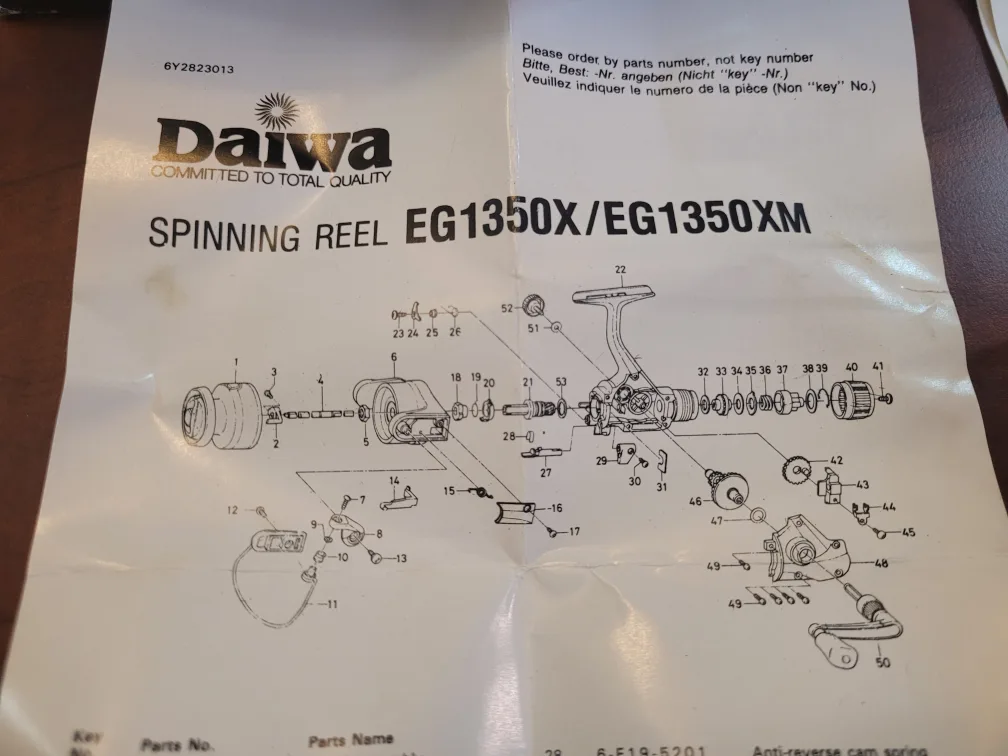 6Y2823013
Please order by parts number, not key number
Bitte, Best: -Nr. angeben (Nicht "key" -Nr.)
Veuillez indiquer le numero de la pièce (Non "key" No.)
Daiwa
COMMITTED TO TOTAL QUALITY
SPINNING REEL EG1350X/EG1350XM
22
52
51
23 24 25 26
1
3
4
6
18
19
20
21
53
32 33 34 35 36 37 38 39 40 41
2
5
28
27
29
30
31
42
43
44
45
46
47
14
15
16
17
7
12
9
8
10
13
11
49
48
49
50
Key
No.
Parts No.
Parts Name
28 6-E19-5201 Anti-reverse cam spring